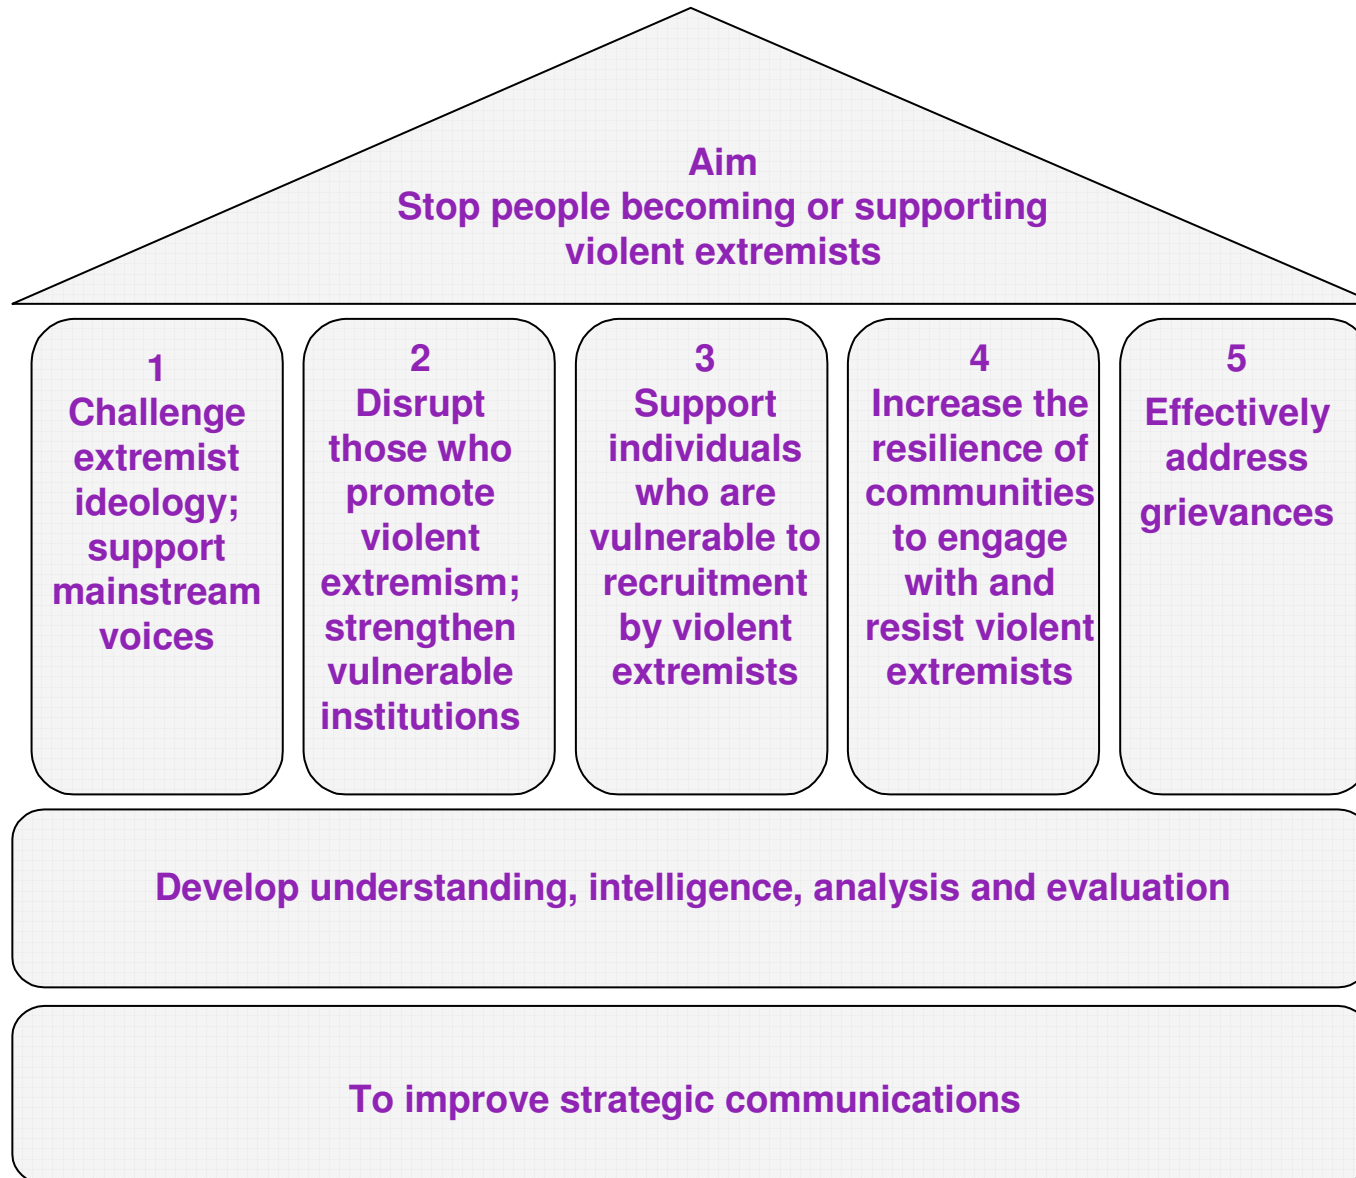 Aim
Stop people becoming or supporting
violent extremists
1
Challenge
extremist
ideology;
support
mainstream
voices
2
Disrupt
those who
promote
violent
extremism;
strengthen
vulnerable
institutions
3
Support
individuals
who are
vulnerable to
recruitment
by violent
extremists
4
Increase the
resilience of
communities
to engage
with and
resist violent
extremists
5
Effectively
address
grievances
Develop understanding, intelligence, analysis and evaluation
To improve strategic communications